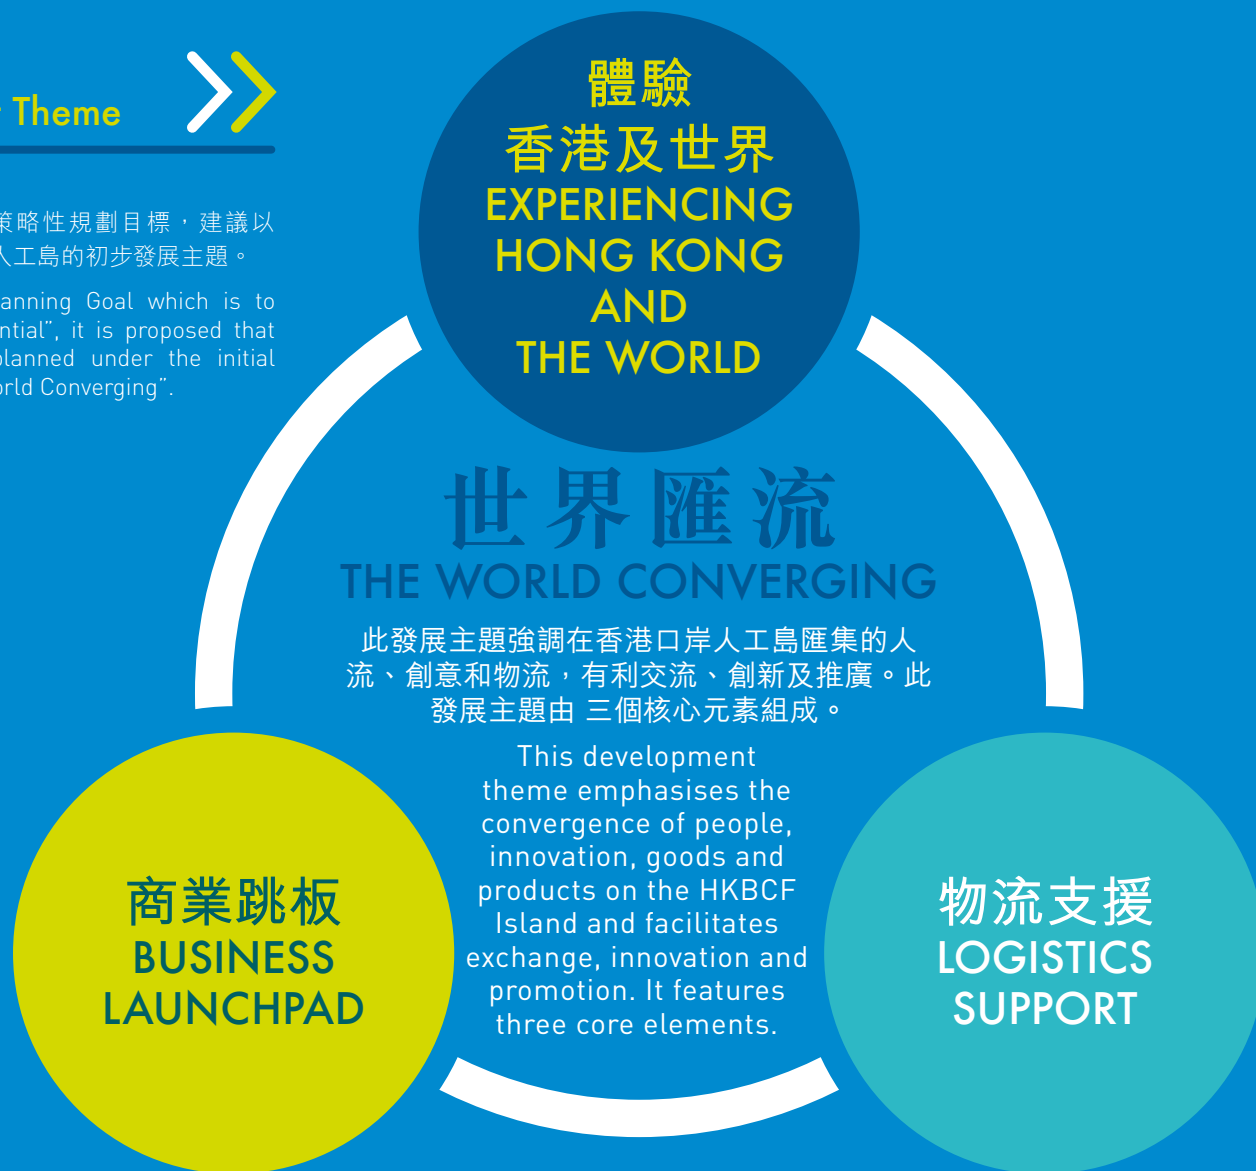 Theme
策略性規劃目標，建議以
人工島的初步發展主題。
Planning Goal which is to
it is proposed that
planned under the initial
World Converging”.
體驗
香港及世界
EXPERIENCING
HONG KONG
AND
THE WORLD
世界匯流
THE WORLD CONVERGING
此發展主題強調在香港口岸人工島匯集的人
流、創意和物流，有利交流、創新及推廣。此
發展主題由 三個核心元素組成。
This development
theme emphasises the
convergence of people,
innovation, goods and
products on the HKBCF
Island and facilitates
exchange, innovation and
promotion. It features
three core elements.
商業跳板
BUSINESS
LAUNCHPAD
物流支援
LOGISTICS
SUPPORT